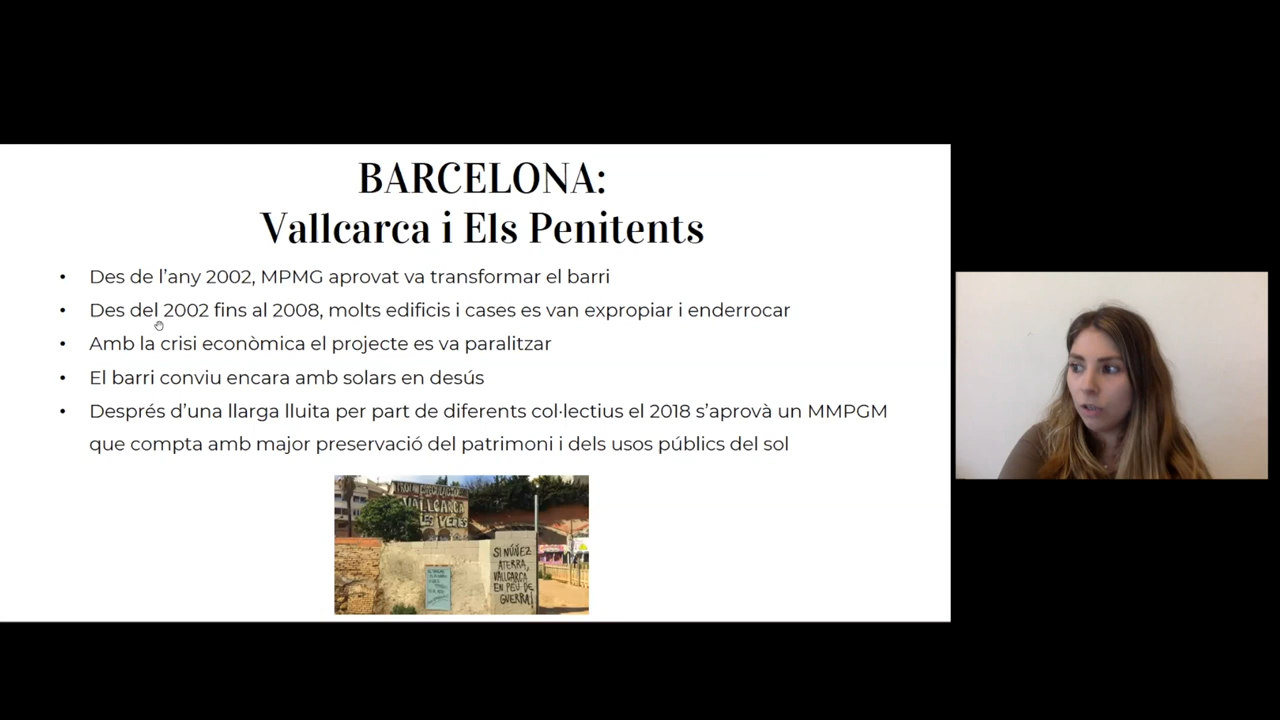 BARCELONA:
Vallcarca i Els Penitents
• Des de l’any 2002, MPMG aprovat va transformar el barri
• Des del 2002 fins al 2008, molts edificis i cases es van expropiar i enderrocar
• Amb la crisi econòmica el projecte es va paralitzar
• El barri conviu encara amb solars en desús
• Després d’una llarga lluita per part de diferents col·lectius el 2018 s’aprovà un MMPGM
que compta amb major preservació del patrimoni i dels usos públics del sol
VALLCARCA
SI NÚÑEZ
ATERRA,
VALLCARCA
EN PEU DE
GUERRA!